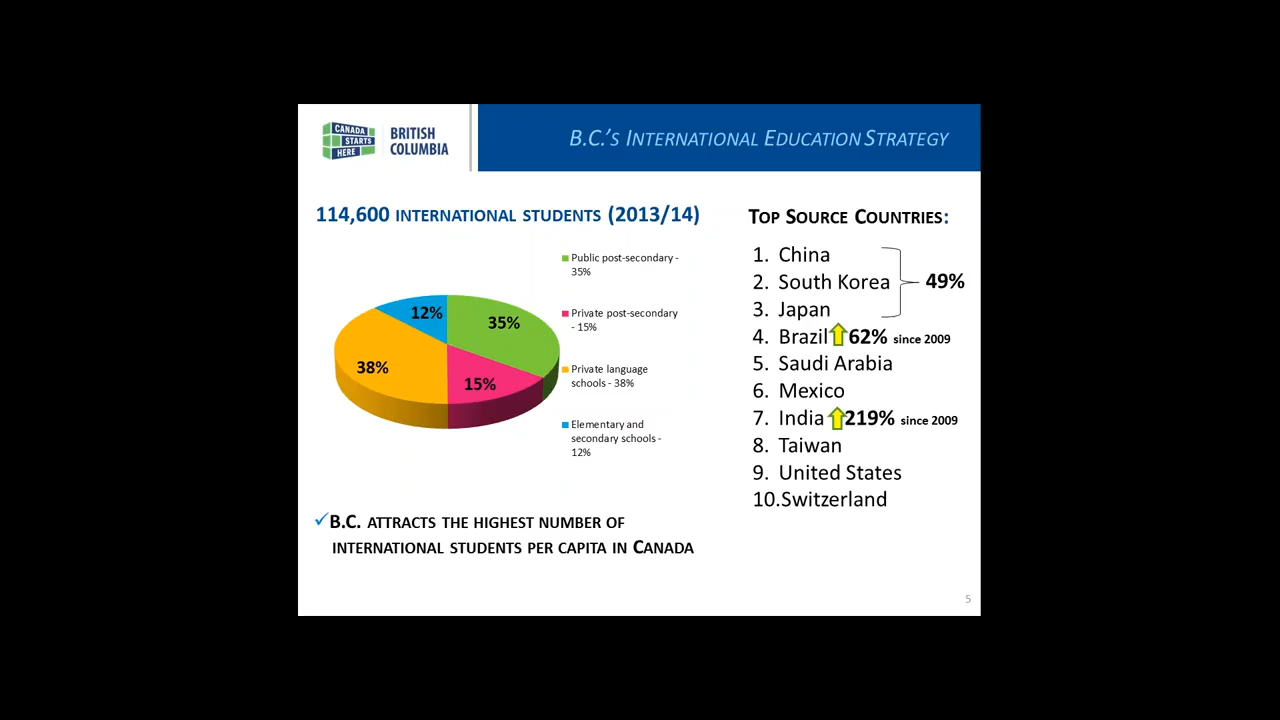 CANADA
STARTS
HERE
BRITISH
COLUMBIA
B.C.'S INTERNATIONAL EDUCATION STRATEGY
114,600 INTERNATIONAL STUDENTS (2013/14)
12%
35%
38%
15%
Public post-secondary -
35%
Private post-secondary
- 15%
Private language
schools - 38%
Elementary and
secondary schools -
12%
✓B.C. ATTRACTS THE HIGHEST NUMBER OF
INTERNATIONAL STUDENTS PER CAPITA IN CANADA
TOP SOURCE COUNTRIES:
1. China
2. South Korea
49%
3. Japan
4. Brazil 62% since 2009
5. Saudi Arabia
6. Mexico
7. India 219% since 2009
8. Taiwan
9. United States
10.Switzerland
5